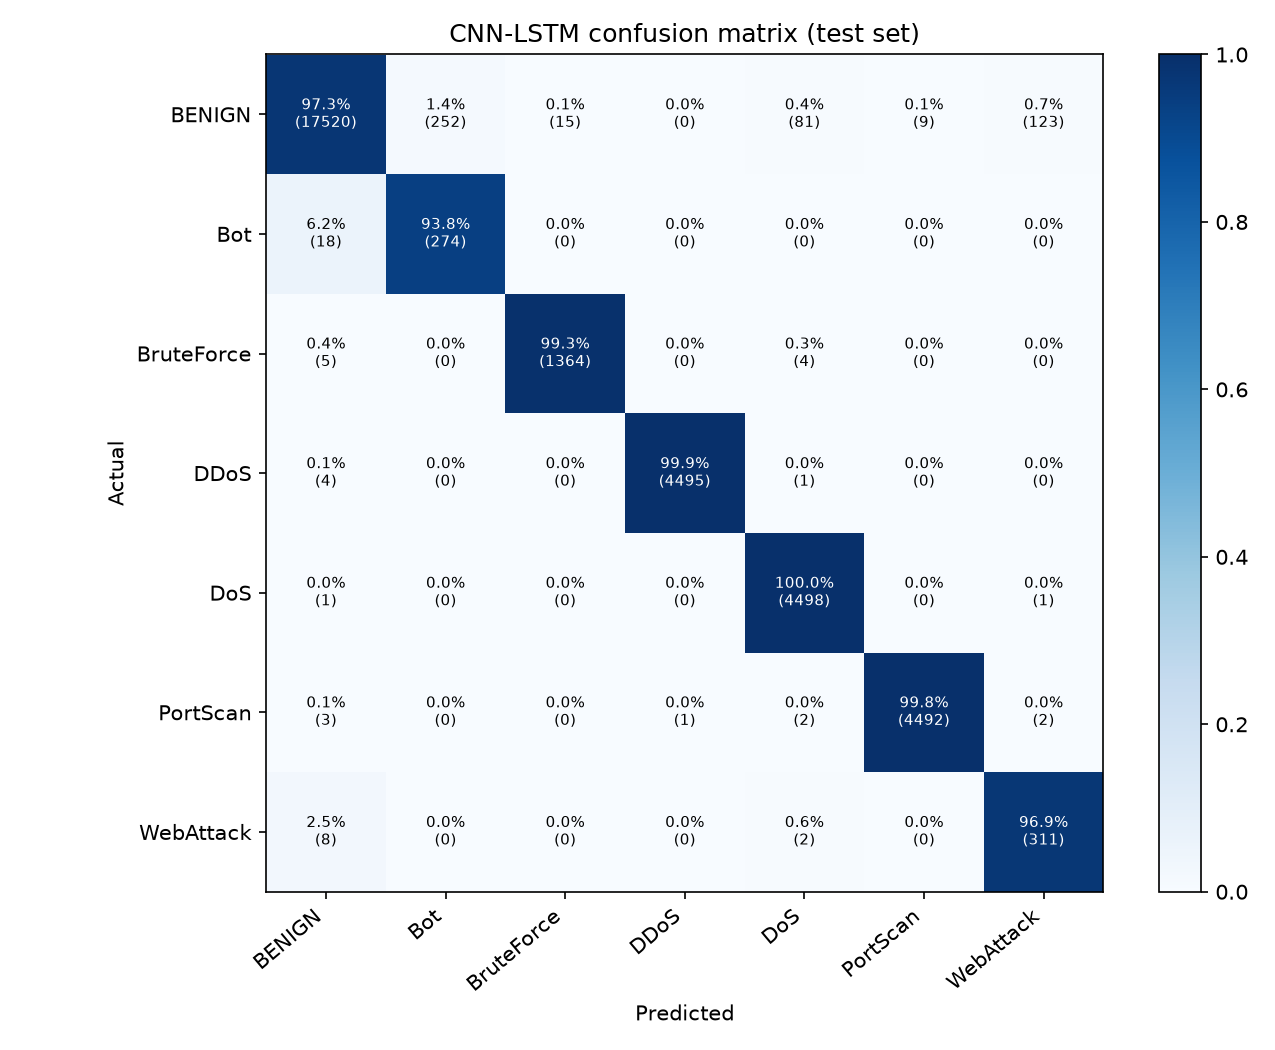 CNN-LSTM confusion matrix (test set)
BENIGN
97.3% 1.4% 0.1% 0.0% 0.4% 0.1% 0.7%
(17520) (252) (15) (0) (81) (9) (123)
Bot
6.2% 93.8% 0.0% 0.0% 0.0% 0.0% 0.0%
(18) (274) (0) (0) (0) (0) (0)
BruteForce
0.4% 0.0% 99.3% 0.0% 0.3% 0.0% 0.0%
(5) (0) (1364) (0) (4) (0) (0)
DDoS
0.1% 0.0% 0.0% 99.9% 0.0% 0.0% 0.0%
(4) (0) (0) (4495) (1) (0) (0)
DoS
0.0% 0.0% 0.0% 0.0% 100.0% 0.0% 0.0%
(1) (0) (0) (0) (4498) (0) (1)
PortScan
0.1% 0.0% 0.0% 0.0% 0.0% 99.8% 0.0%
(3) (0) (0) (1) (2) (4492) (2)
WebAttack
2.5% 0.0% 0.0% 0.0% 0.6% 0.0% 96.9%
(8) (0) (0) (0) (2) (0) (311)
Actual
BENIGN
Bot
BruteForce
DDoS
DoS
PortScan
WebAttack
Predicted
1.0
0.8
0.6
0.4
0.2
0.0